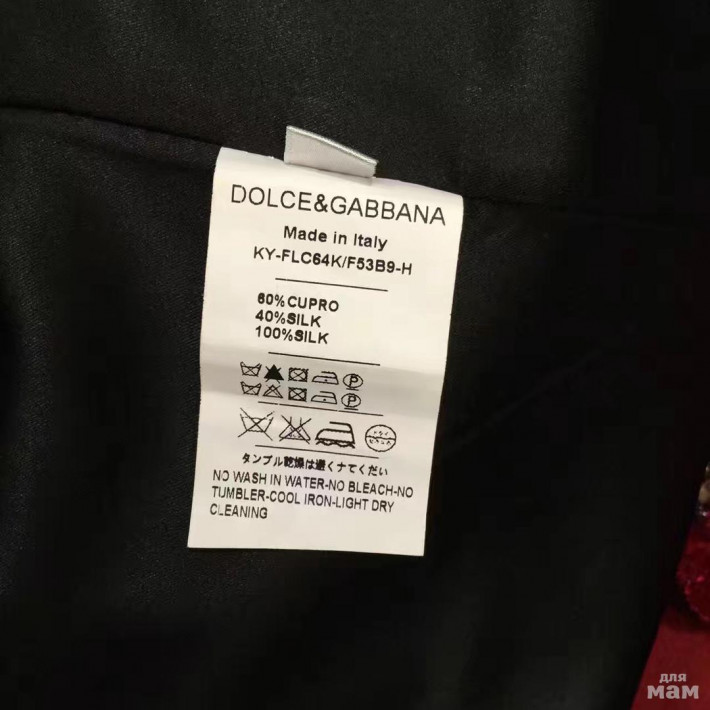 DOLCE&GABBANA
Made in Italy
KY-FLC64K/F53B9-H
60%CUPRO
40%SILK
100%SILK
タンブル乾燥は避くナてくだい
NO WASH IN WATER-NO BLEACH-NO
TUMBLER-COOL IRON-LIGHT DRY
CLEANING
для
мам